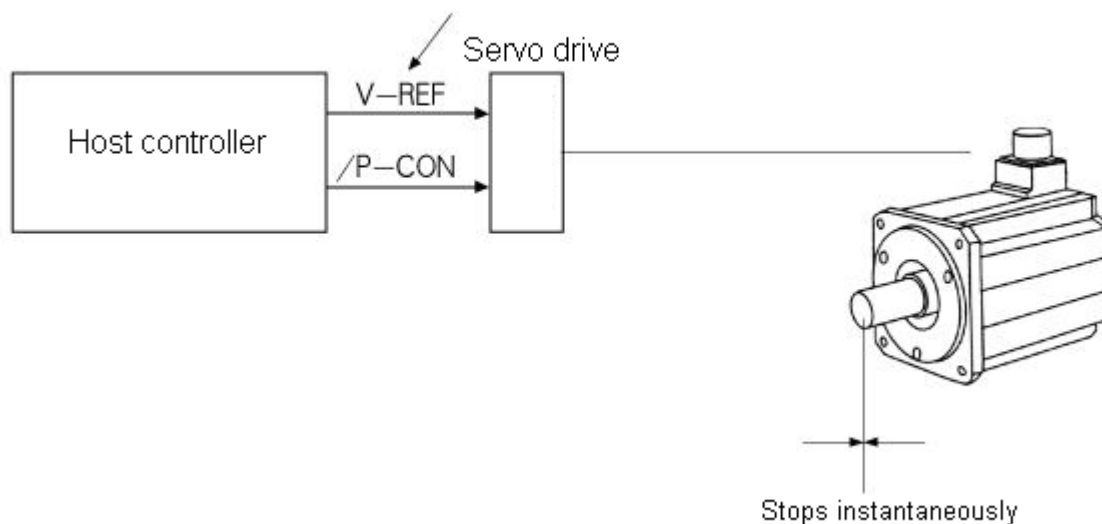 Servo drive
V-REF
Host controller
/P-CON
Stops instantaneously